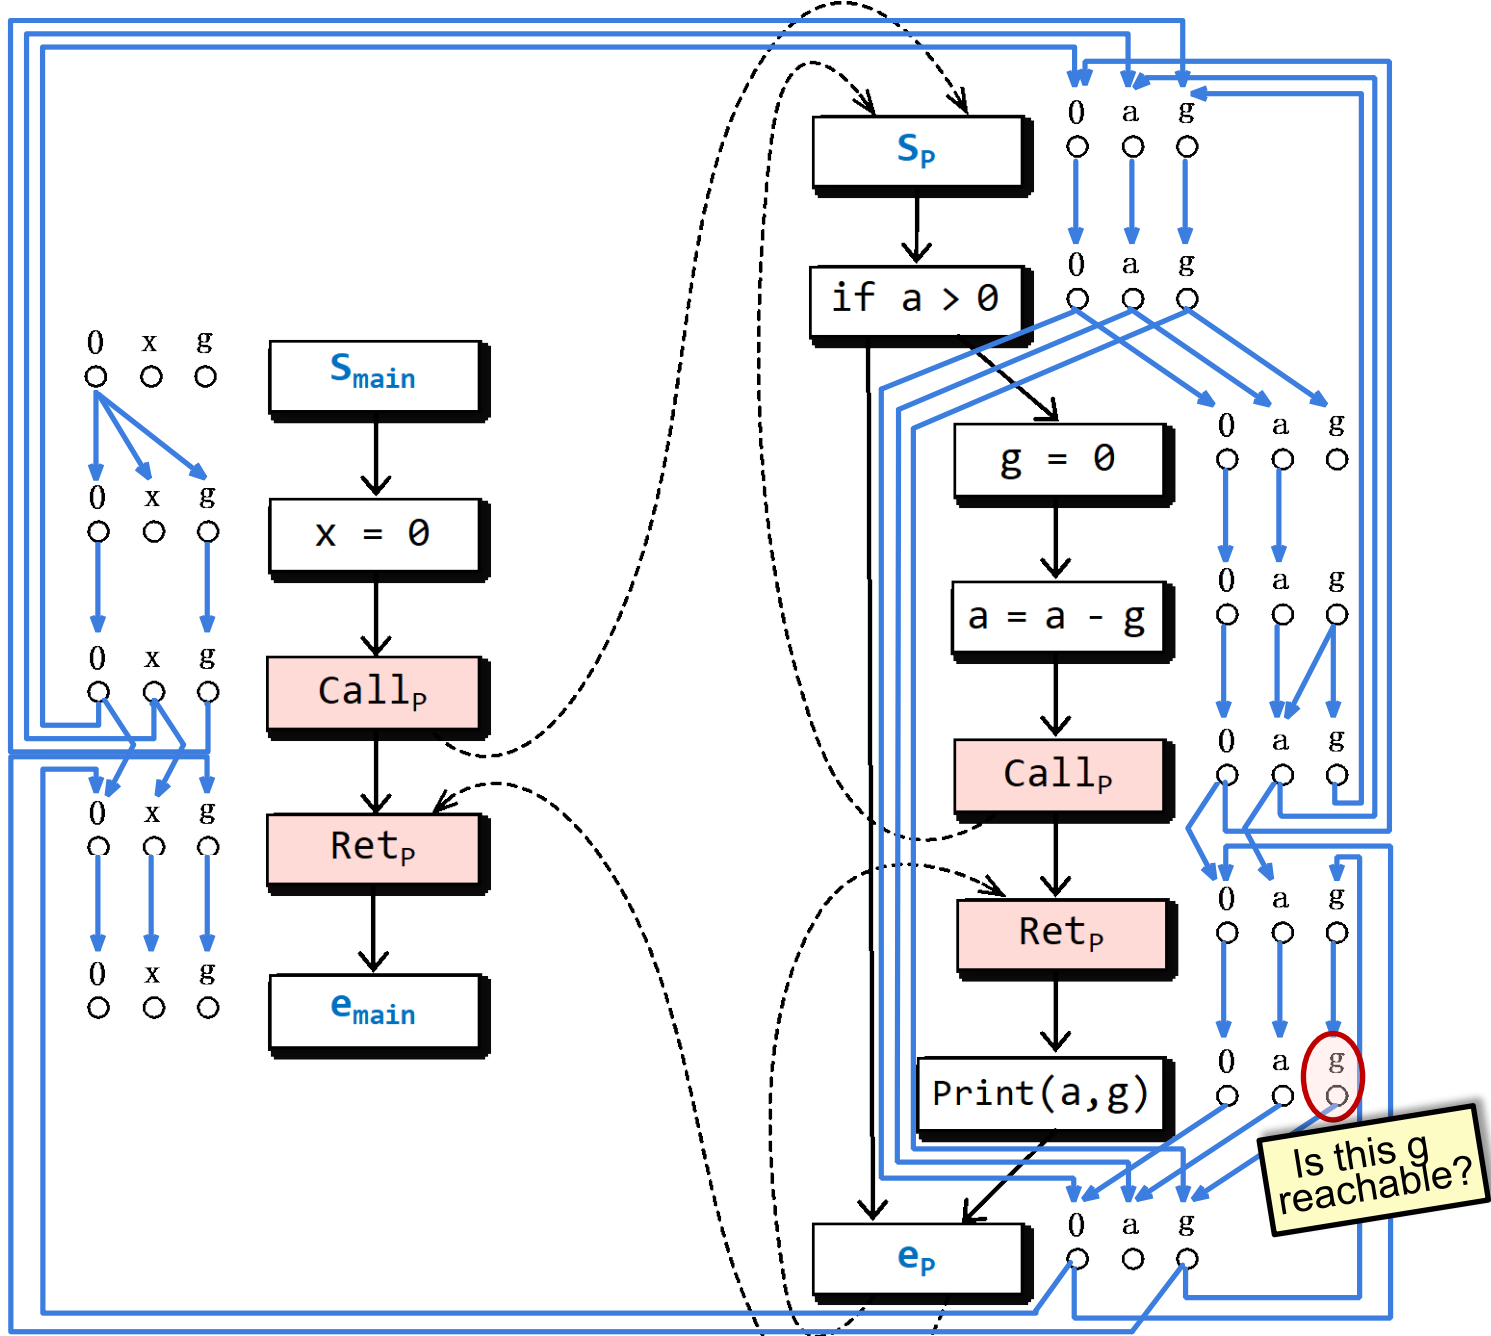 0 a g
S_P
0 a g
if a > 0
0 x g
S_main
0 a g
g = 0
0 x g
x = 0
0 a g
a = a - g
0 x g
Call_P
0 a g
Call_P
0 x g
Ret_P
0 a g
Ret_P
0 x g
e_main
0 a g
Print(a,g)
Is this g
reachable?
0 a g
e_P